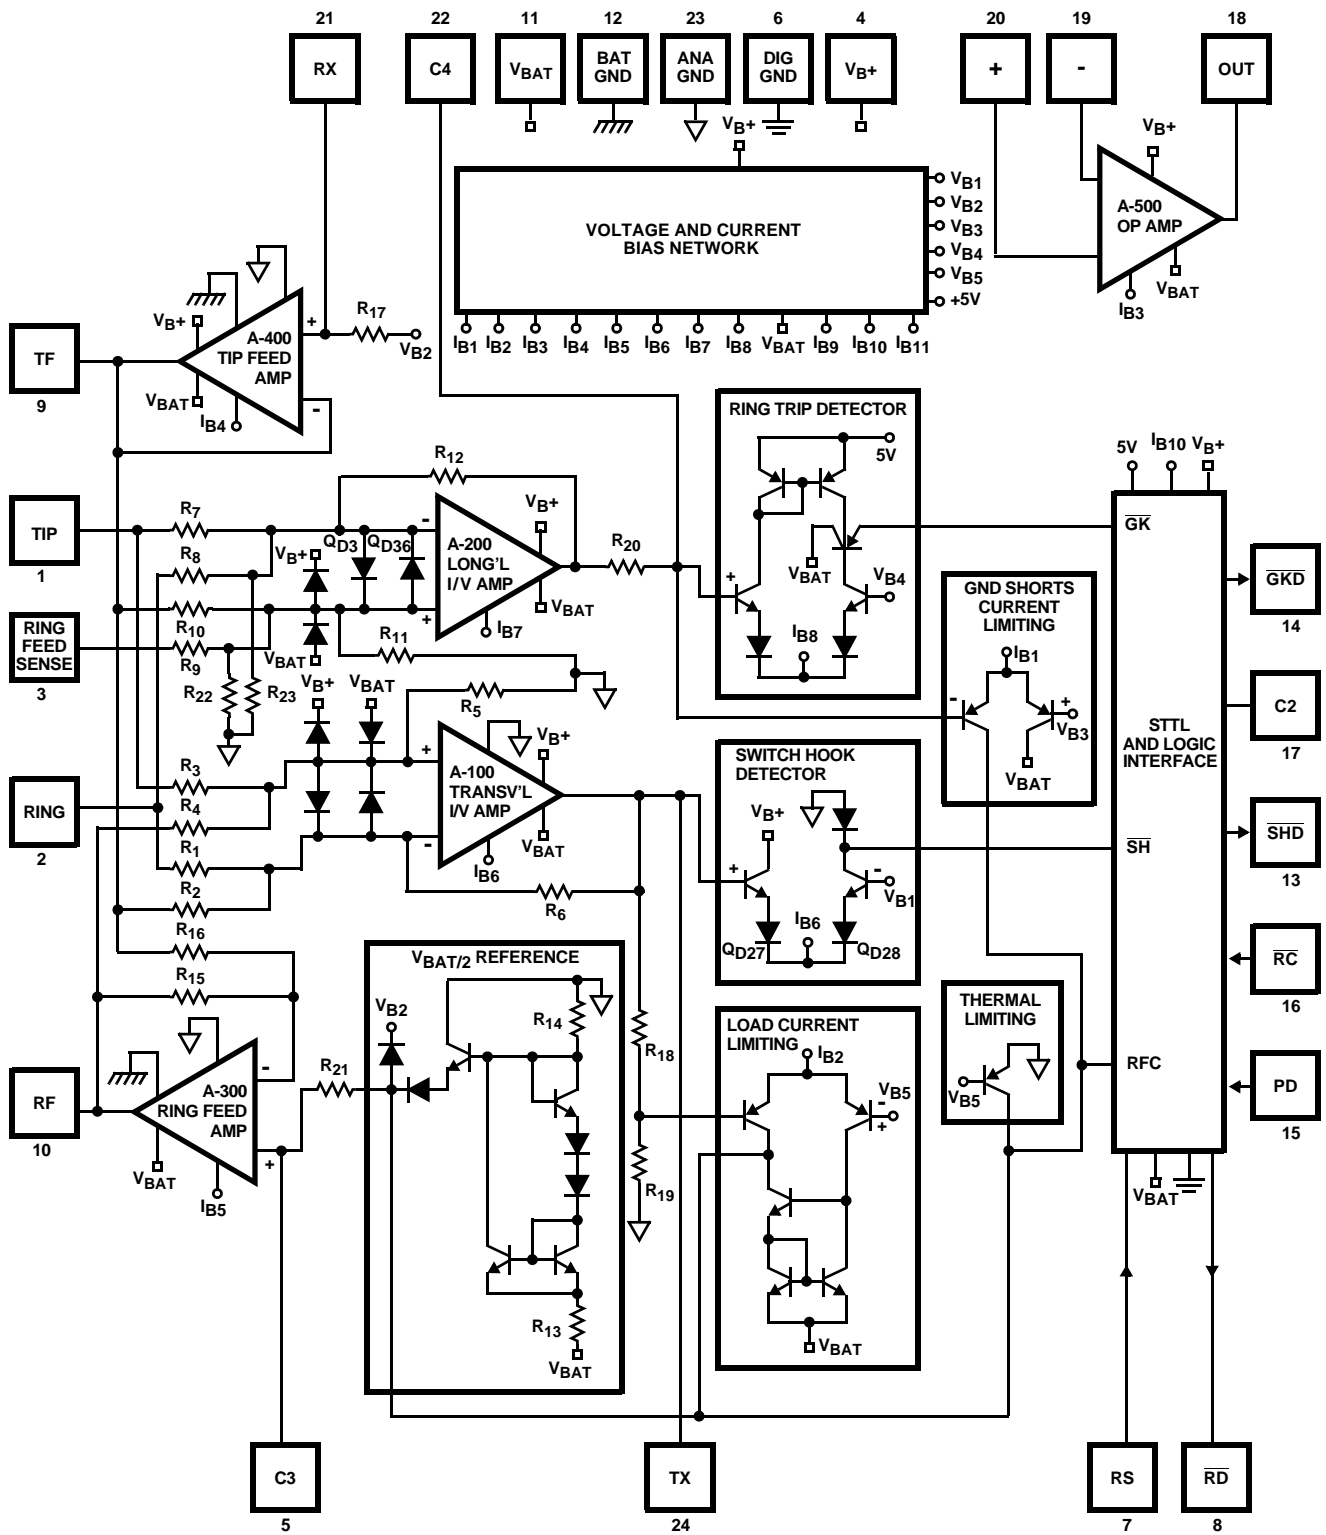 21
22
11
12
23
6
4
20
19
18
RX
C4
VBAT
BAT
GND
ANA
GND
DIG
GND
VB+
+
-
OUT
VB+
VB+
VOLTAGE AND CURRENT
BIAS NETWORK
VB1
VB2
VB3
VB4
VB5
+5V
IB1
IB2
IB3
IB4
IB5
IB6
IB7
IB8
VBAT
IB9
IB10
IB11
A-500
OP AMP
VBAT
IB3
TF
9
VB+
A-400
TIP FEED
AMP
+
-
R17
VB2
VBAT
IB4
RING TRIP DETECTOR
5V
VBAT
VB4
+
IB8
R12
TIP
1
R7
R8
R10
R9
R22
R23
VB+
QD3
QD36
-
A-200
LONG'L
I/V AMP
+
VB+
VBAT
IB7
R20
VBAT
R11
RING
FEED
SENSE
3
VB+
VBAT
R5
5V
IB10
VB+
GK
GKD
14
GND SHORTS
CURRENT
LIMITING
IB1
-
+
VB3
VBAT
STTL
AND LOGIC
INTERFACE
C2
17
RING
2
R3
R4
R1
R2
R16
R15
+
A-100
TRANSV'L
I/V AMP
-
VB+
VBAT
IB6
R6
SWITCH HOOK
DETECTOR
VB+
+
-
VB1
IB6
QD27
QD28
SH
SHD
13
RC
16
VBAT/2 REFERENCE
VB2
R14
R13
VBAT
R21
R18
R19
THERMAL
LIMITING
VB5
LOAD CURRENT
LIMITING
IB2
-
VB5
+
VBAT
RFC
PD
15
RF
10
-
A-300
RING FEED
AMP
+
VBAT
IB5
VBAT
C3
5
TX
24
RS
7
RD
8